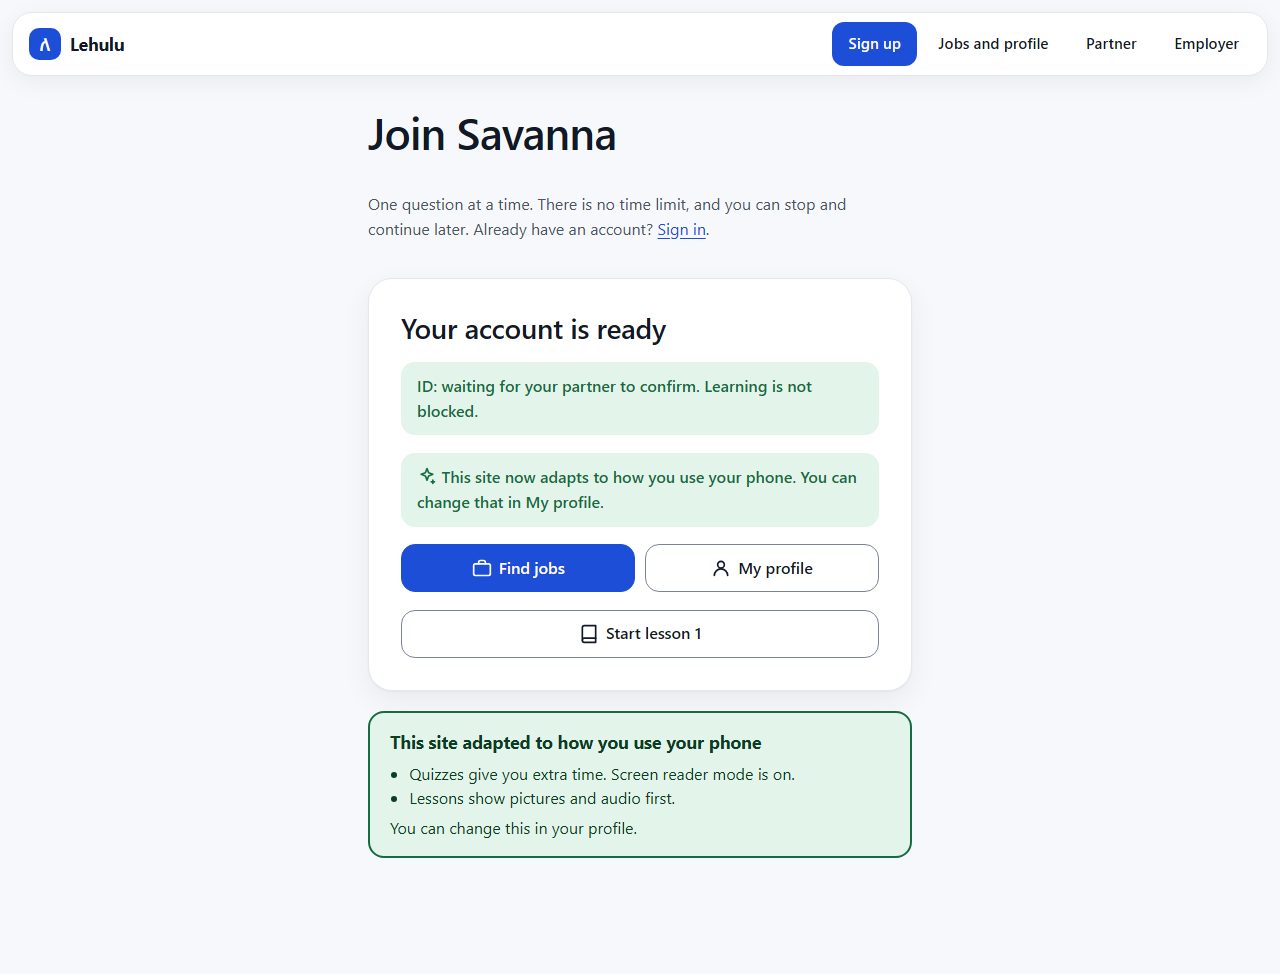 Lehulu
Sign up
Jobs and profile
Partner
Employer
Join Savanna
One question at a time. There is no time limit, and you can stop and
continue later. Already have an account? Sign in.
Your account is ready
ID: waiting for your partner to confirm. Learning is not
blocked.
This site now adapts to how you use your phone. You can
change that in My profile.
Find jobs
My profile
Start lesson 1
This site adapted to how you use your phone
• Quizzes give you extra time. Screen reader mode is on.
• Lessons show pictures and audio first.
You can change this in your profile.